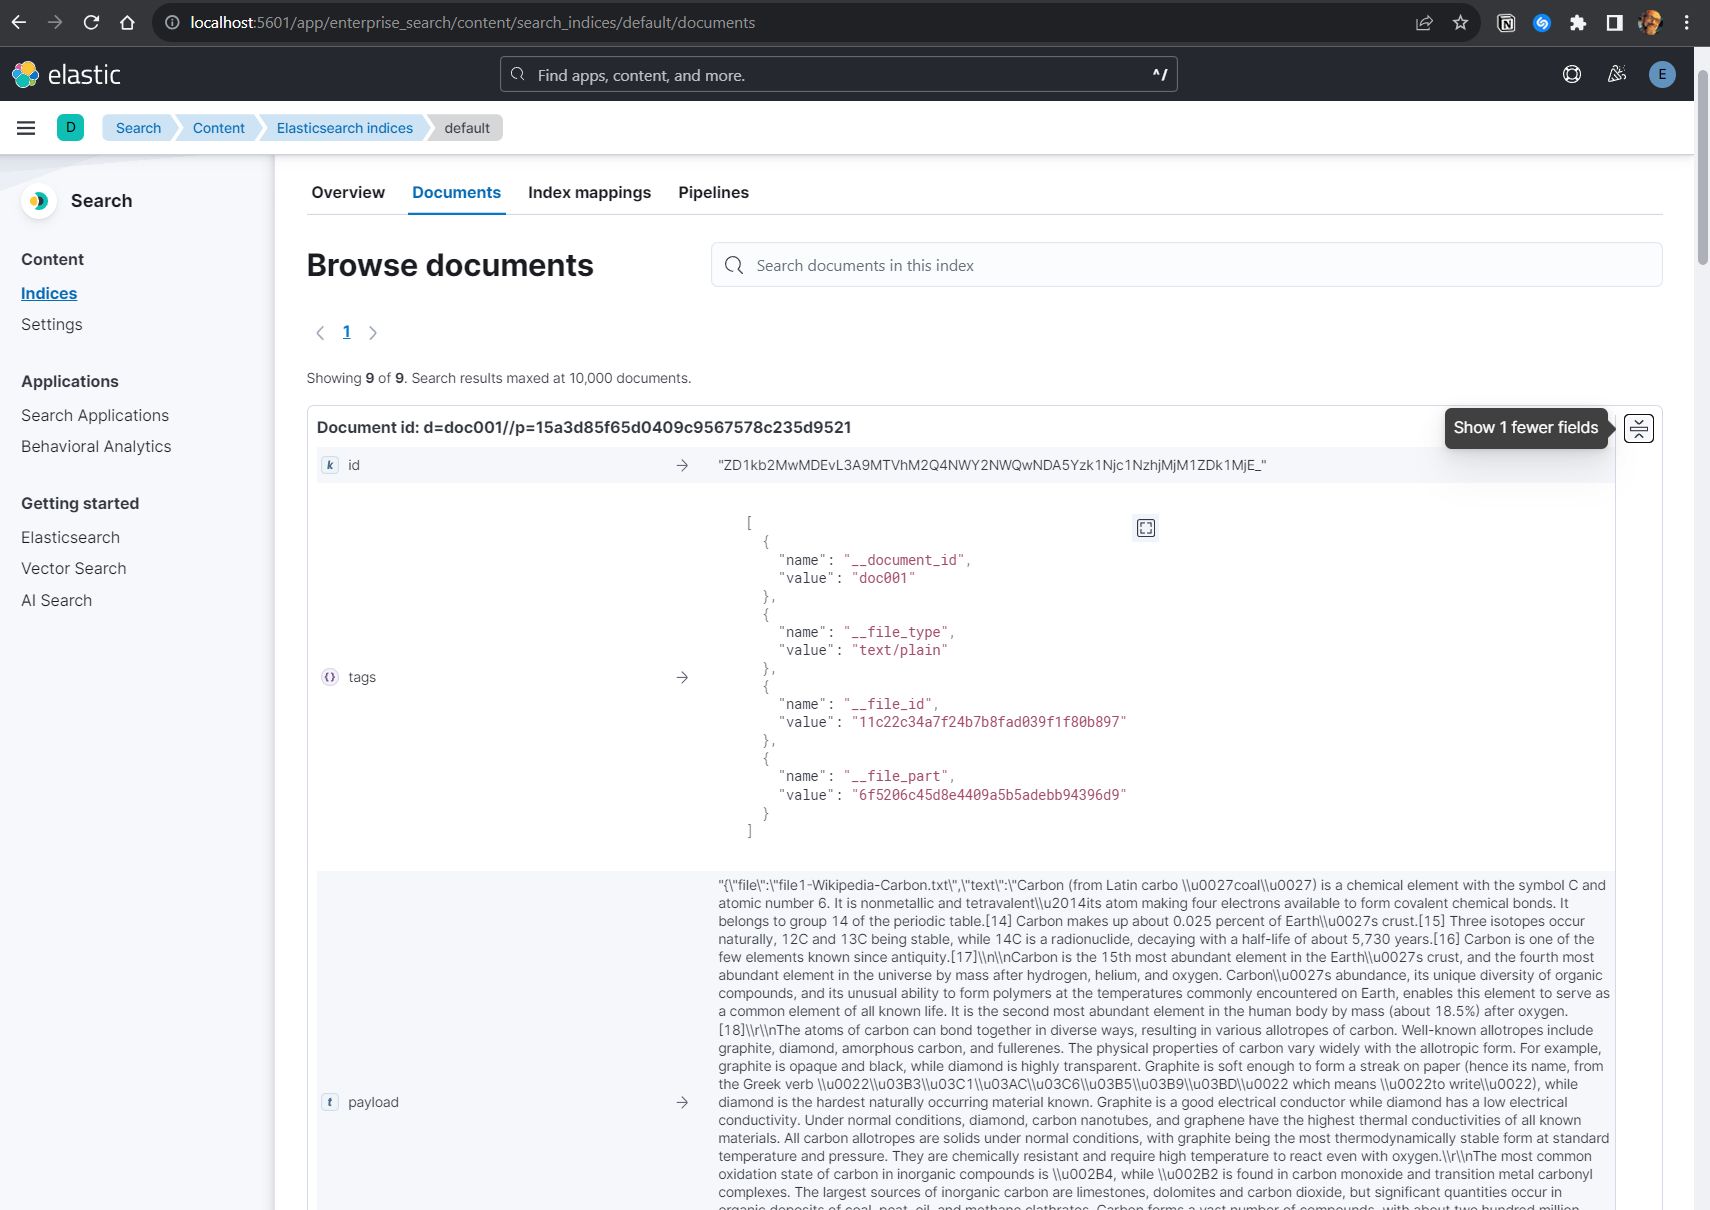 localhost:5601/app/enterprise_search/content/search_indices/default/documents
elastic
Find apps, content, and more.
^/
E
D
Search
Content
Elasticsearch indices
default
Search
Content
Indices
Settings
Applications
Search Applications
Behavioral Analytics
Getting started
Elasticsearch
Vector Search
AI Search
Overview
Documents
Index mappings
Pipelines
Browse documents
Search documents in this index
1
Showing 9 of 9. Search results maxed at 10,000 documents.
Document id: d=doc001//p=15a3d85f65d0409c9567578c235d9521
Show 1 fewer fields
k id
"ZD1kb2MwMDEvL3A9MTVhM2Q4NWY2NWQwNDA5Yzk1Njc1NzhjMjM1ZDk1MjE_"
{} tags
[
{
"name": "__document_id",
"value": "doc001"
},
{
"name": "__file_type",
"value": "text/plain"
},
{
"name": "__file_id",
"value": "11c22c34a7f24b7b8fad039f1f80b897"
},
{
"name": "__file_part",
"value": "6f5206c45d8e4409a5b5adebb94396d9"
}
]
t payload
"{\"file\":\"file1-Wikipedia-Carbon.txt\",\"text\":\"Carbon (from Latin carbo \\u0027coal\\u0027) is a chemical element with the symbol C and
atomic number 6. It is nonmetallic and tetravalent\\u2014its atom making four electrons available to form covalent chemical bonds. It
belongs to group 14 of the periodic table.[14] Carbon makes up about 0.025 percent of Earth\\u0027s crust.[15] Three isotopes occur
naturally, 12C and 13C being stable, while 14C is a radionuclide, decaying with a half-life of about 5,730 years.[16] Carbon is one of the
few elements known since antiquity.[17]\\n\\nCarbon is the 15th most abundant element in the Earth\\u0027s crust, and the fourth most
abundant element in the universe by mass after hydrogen, helium, and oxygen. Carbon\\u0027s abundance, its unique diversity of organic
compounds, and its unusual ability to form polymers at the temperatures commonly encountered on Earth, enables this element to serve as
a common element of all known life. It is the second most abundant element in the human body by mass (about 18.5%) after oxygen.
[18]\\r\\nThe atoms of carbon can bond together in diverse ways, resulting in various allotropes of carbon. Well-known allotropes include
graphite, diamond, amorphous carbon, and fullerenes. The physical properties of carbon vary widely with the allotropic form. For example,
graphite is opaque and black, while diamond is highly transparent. Graphite is soft enough to form a streak on paper (hence its name, from
the Greek verb \\u0022\\u03B3\\u03C1\\u03AC\\u03C6\\u03B5\\u03B9\\u03BD\\u0022 which means \\u0022to write\\u0022), while
diamond is the hardest naturally occurring material known. Graphite is a good electrical conductor while diamond has a low electrical
conductivity. Under normal conditions, diamond, carbon nanotubes, and graphene have the highest thermal conductivities of all known
materials. All carbon allotropes are solids under normal conditions, with graphite being the most thermodynamically stable form at standard
temperature and pressure. They are chemically resistant and require high temperature to react even with oxygen.\\r\\nThe most common
oxidation state of carbon in inorganic compounds is \\u002B4, while \\u002B2 is found in carbon monoxide and transition metal carbonyl
complexes. The largest sources of inorganic carbon are limestones, dolomites and carbon dioxide, but significant quantities occur in
organic deposits of coal, peat, oil, and methane clathrates. Carbon forms a vast number of compounds, with about two hundred million